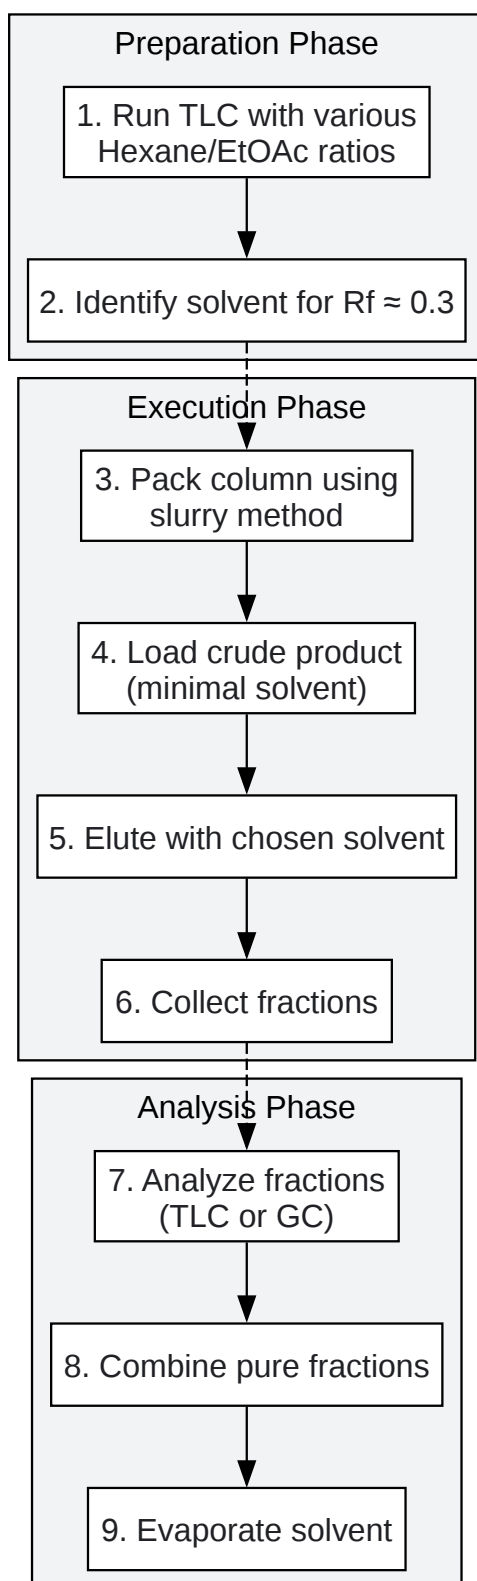 Preparation Phase
1. Run TLC with various
Hexane/EtOAc ratios
2. Identify solvent for Rf ≈ 0.3
Execution Phase
3. Pack column using
slurry method
4. Load crude product
(minimal solvent)
5. Elute with chosen solvent
6. Collect fractions
Analysis Phase
7. Analyze fractions
(TLC or GC)
8. Combine pure fractions
9. Evaporate solvent